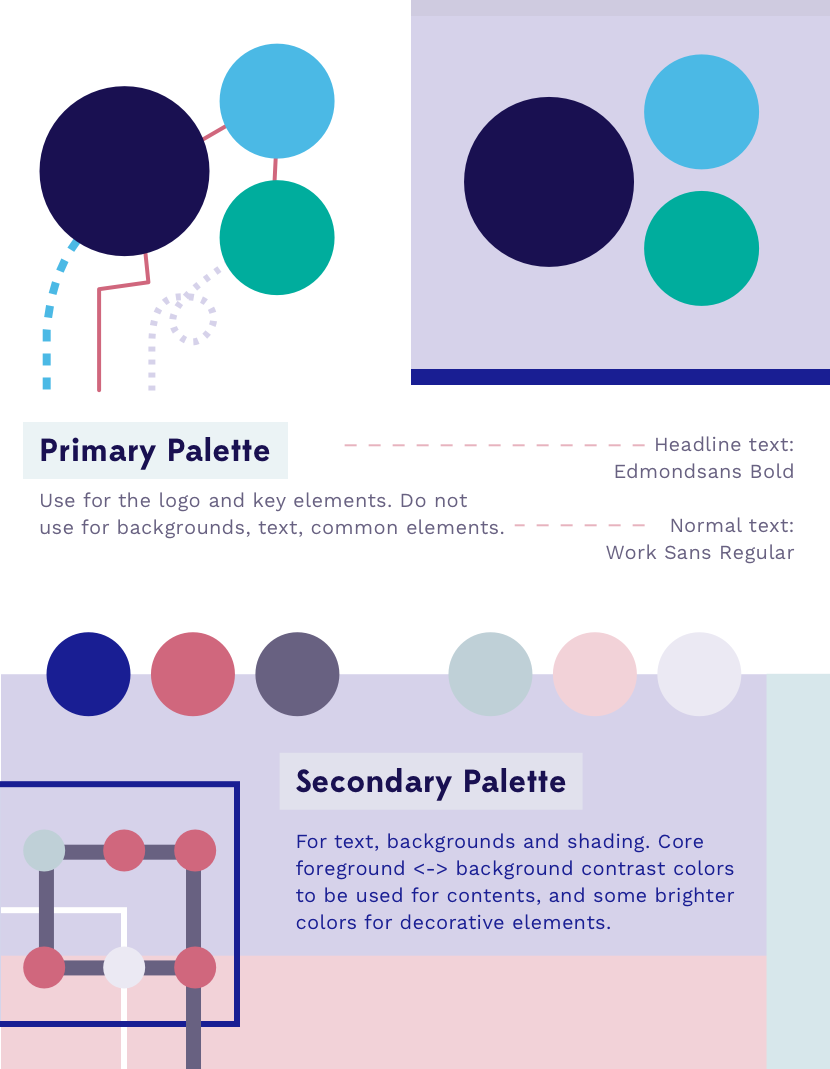 Primary Palette
Use for the logo and key elements. Do not
use for backgrounds, text, common elements.
Headline text:
Edmondsans Bold
Normal text:
Work Sans Regular
Secondary Palette
For text, backgrounds and shading. Core
foreground <-> background contrast colors
to be used for contents, and some brighter
colors for decorative elements.